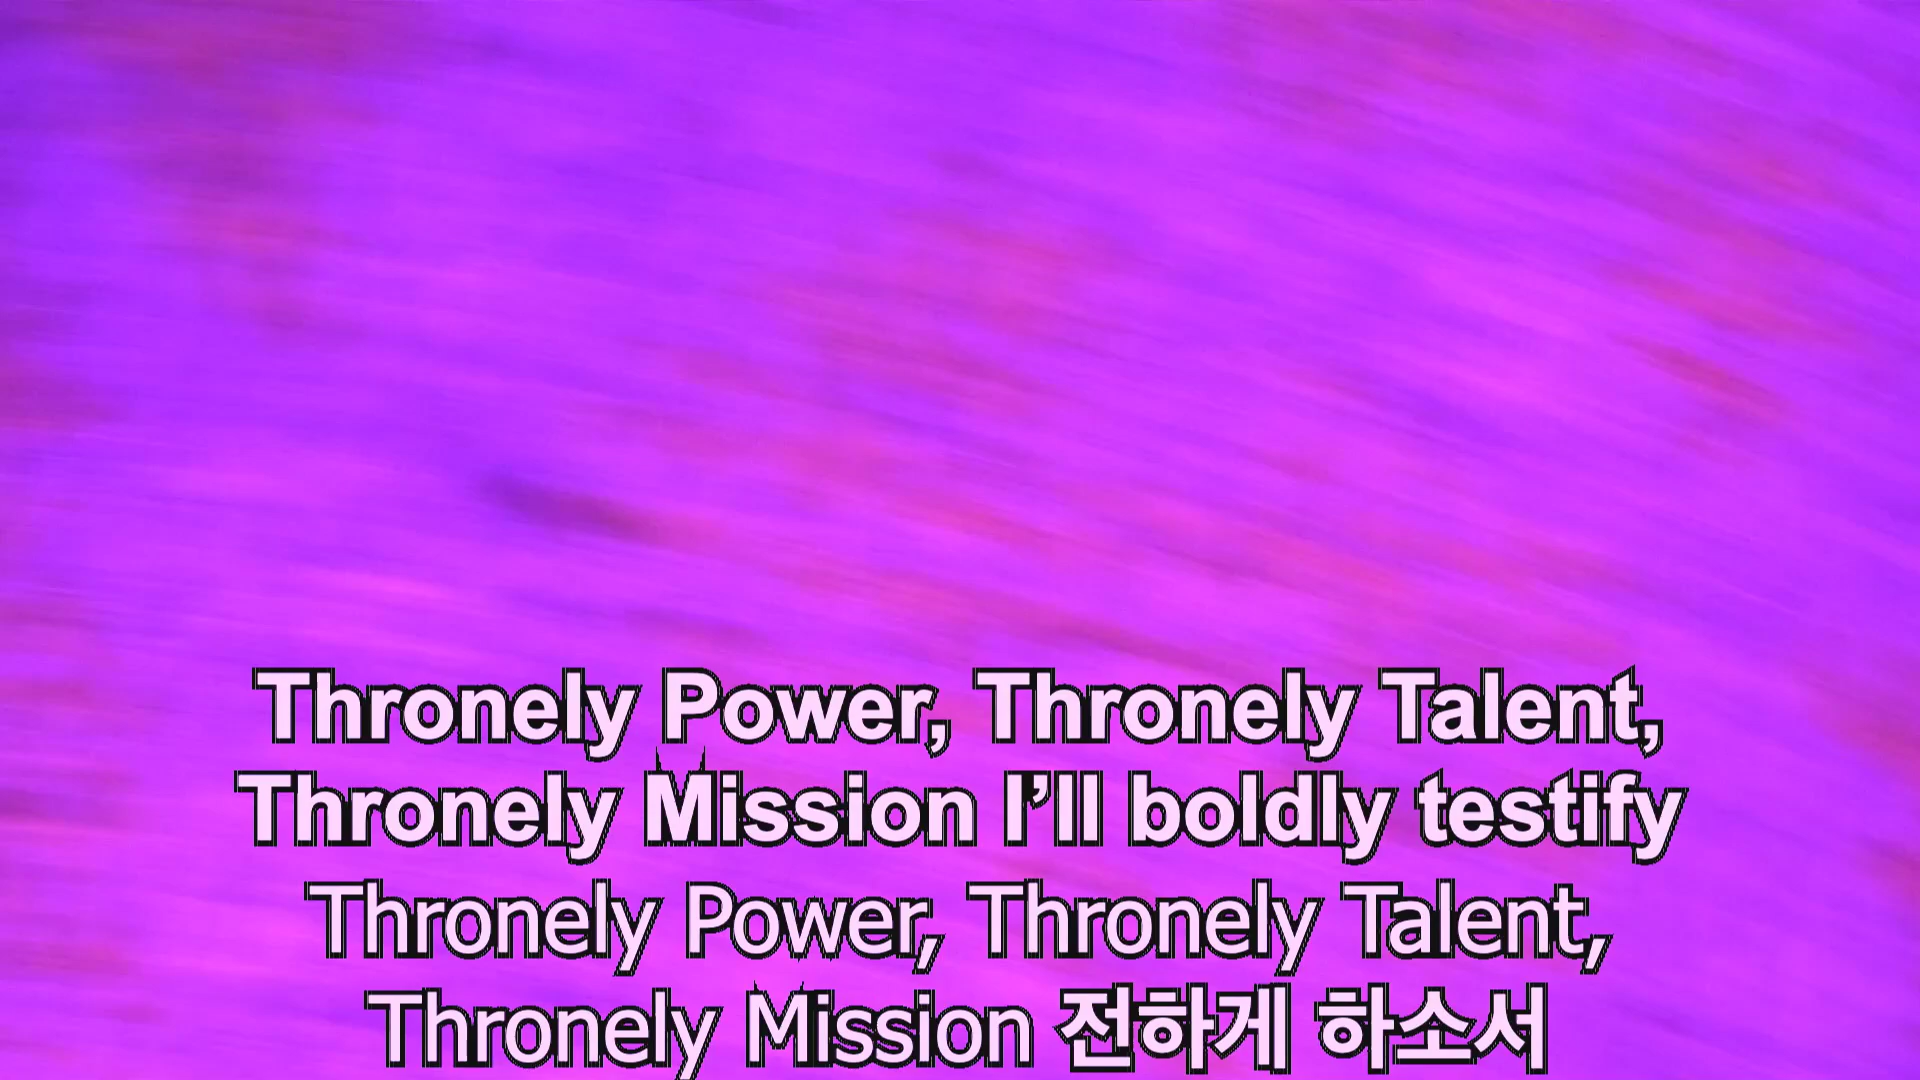 Thronely Power, Thronely Talent,
Thronely Mission I’ll boldly testify
Thronely Power, Thronely Talent,
Thronely Mission 전하게 하소서